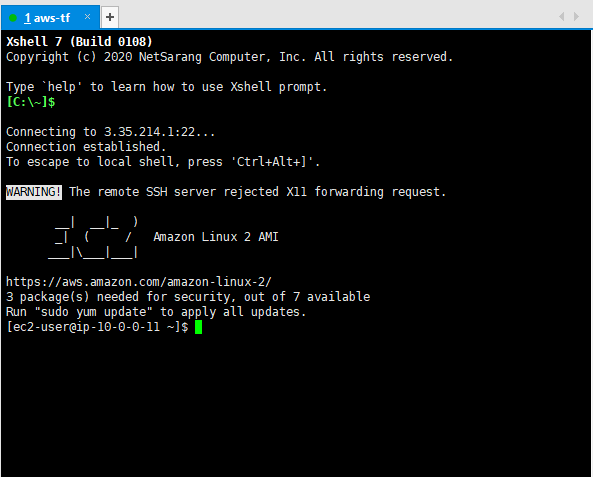 1 aws-tf × +
Xshell 7 (Build 0108)
Copyright (c) 2020 NetSarang Computer, Inc. All rights reserved.
Type `help' to learn how to use Xshell prompt.
[C:\~]$
Connecting to 3.35.214.1:22...
Connection established.
To escape to local shell, press 'Ctrl+Alt+]'.
WARNING! The remote SSH server rejected X11 forwarding request.
       __|  __|_  )
       _|  (     /   Amazon Linux 2 AMI
      ___|\___|___|
https://aws.amazon.com/amazon-linux-2/
3 package(s) needed for security, out of 7 available
Run "sudo yum update" to apply all updates.
[ec2-user@ip-10-0-0-11 ~]$